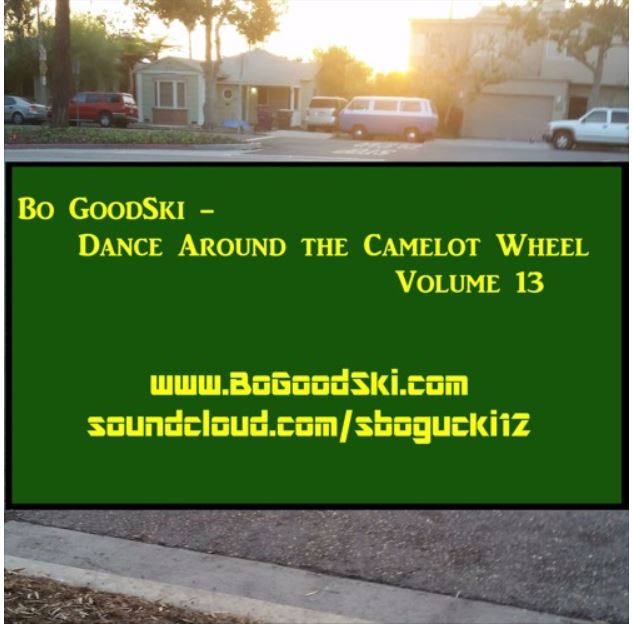 Bo GoodSki –
Dance Around the Camelot Wheel
Volume 13
www.BoGoodSki.com
soundcloud.com/sbogucki12